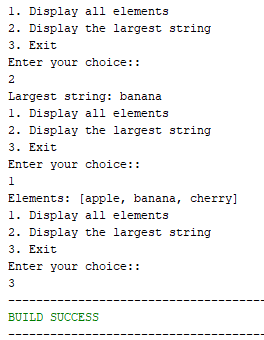 1. Display all elements
2. Display the largest string
3. Exit
Enter your choice::
2
Largest string: banana
1. Display all elements
2. Display the largest string
3. Exit
Enter your choice::
1
Elements: [apple, banana, cherry]
1. Display all elements
2. Display the largest string
3. Exit
Enter your choice::
3
------------------------------------
BUILD SUCCESS
------------------------------------